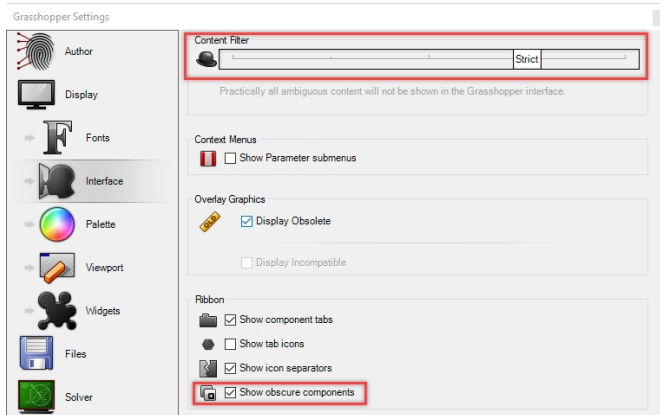 Grasshopper Settings
Author
Display
Fonts
Interface
Palette
Viewport
Widgets
Files
Solver
Content Filter
Strict
Practically all ambiguous content will not be shown in the Grasshopper interface.
Context Menus
Show Parameter submenus
Overlay Graphics
OLD
Display Obsolete
Display Incompatible
Ribbon
Show component tabs
Show tab icons
Show icon separators
Show obscure components